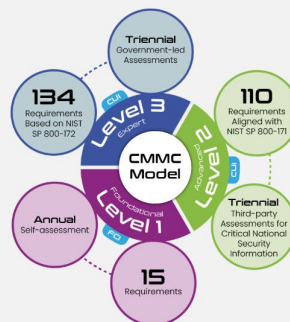 Triennial
Government-led
Assessments
134
Requirements
Based on NIST
SP 800-172
CUI
Level 3
Expert
110
Requirements
Aligned with
NIST SP 800-171
Level 2
Advanced
CUI
CMMC
Model
Triennial
Third-party
Assessments for
Critical National
Security
Information
Annual
Self-assessment
Foundational
Level 1
FCI
15
Requirements